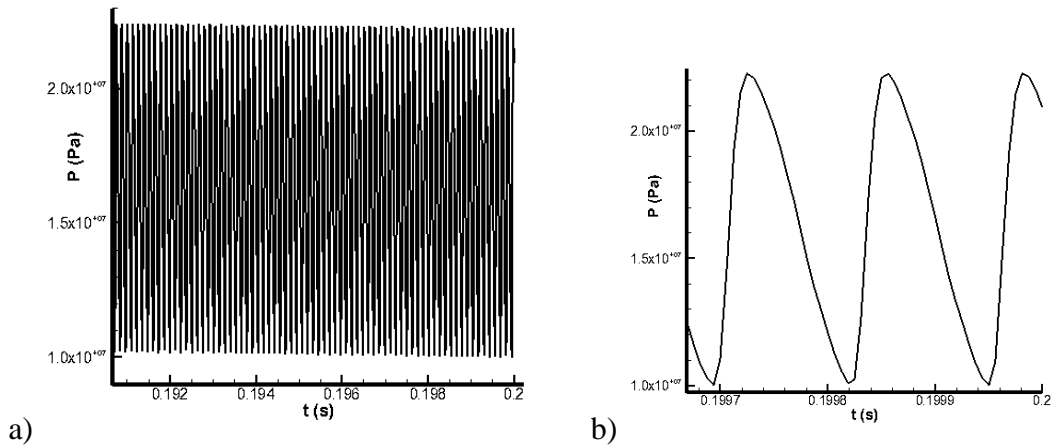 2.0x10⁺⁰⁷
1.5x10⁺⁰⁷
1.0x10⁺⁰⁷
P (Pa)
0.192
0.194
0.196
0.198
0.2
t (s)
a)
2.0x10⁺⁰⁷
1.5x10⁺⁰⁷
1.0x10⁺⁰⁷
P (Pa)
0.1997
0.1998
0.1999
0.2
t (s)
b)